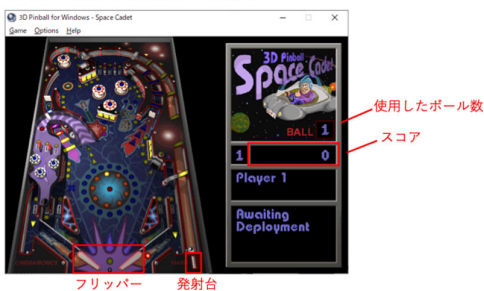 3D Pinball for Windows - Space Cadet
Game Options Help
3D Pinball
Space Cadet
BALL 1
使用したボール数
スコア
1 0
Player 1
Awaiting
Deployment
フリッパー
発射台